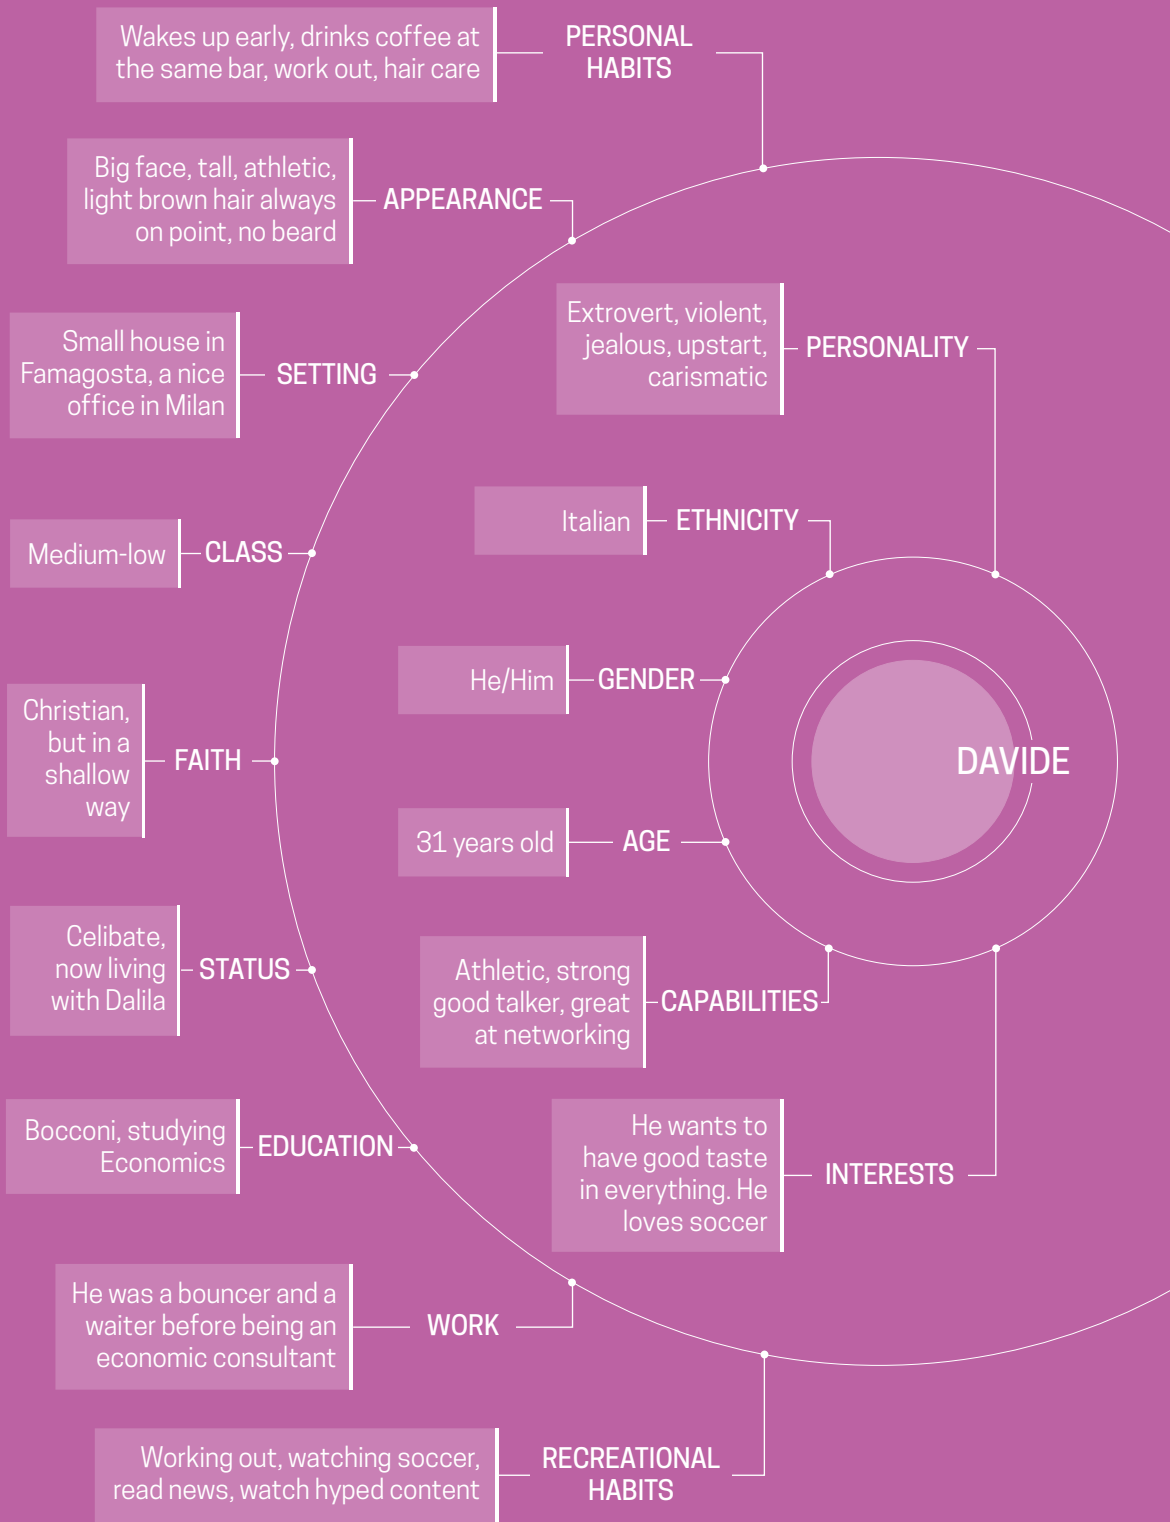 Wakes up early, drinks coffee at
the same bar, work out, hair care
PERSONAL
HABITS
Big face, tall, athletic,
light brown hair always
on point, no beard
APPEARANCE
Small house in
Famagosta, a nice
office in Milan
SETTING
Extrovert, violent,
jealous, upstart,
carismatic
PERSONALITY
Italian
ETHNICITY
Medium-low
CLASS
He/Him
GENDER
Christian,
but in a
shallow
way
FAITH
DAVIDE
31 years old
AGE
Celibate,
now living
with Dalila
STATUS
Athletic, strong
good talker, great
at networking
CAPABILITIES
Bocconi, studying
Economics
EDUCATION
He wants to
have good taste
in everything. He
loves soccer
INTERESTS
He was a bouncer and a
waiter before being an
economic consultant
WORK
Working out, watching soccer,
read news, watch hyped content
RECREATIONAL
HABITS